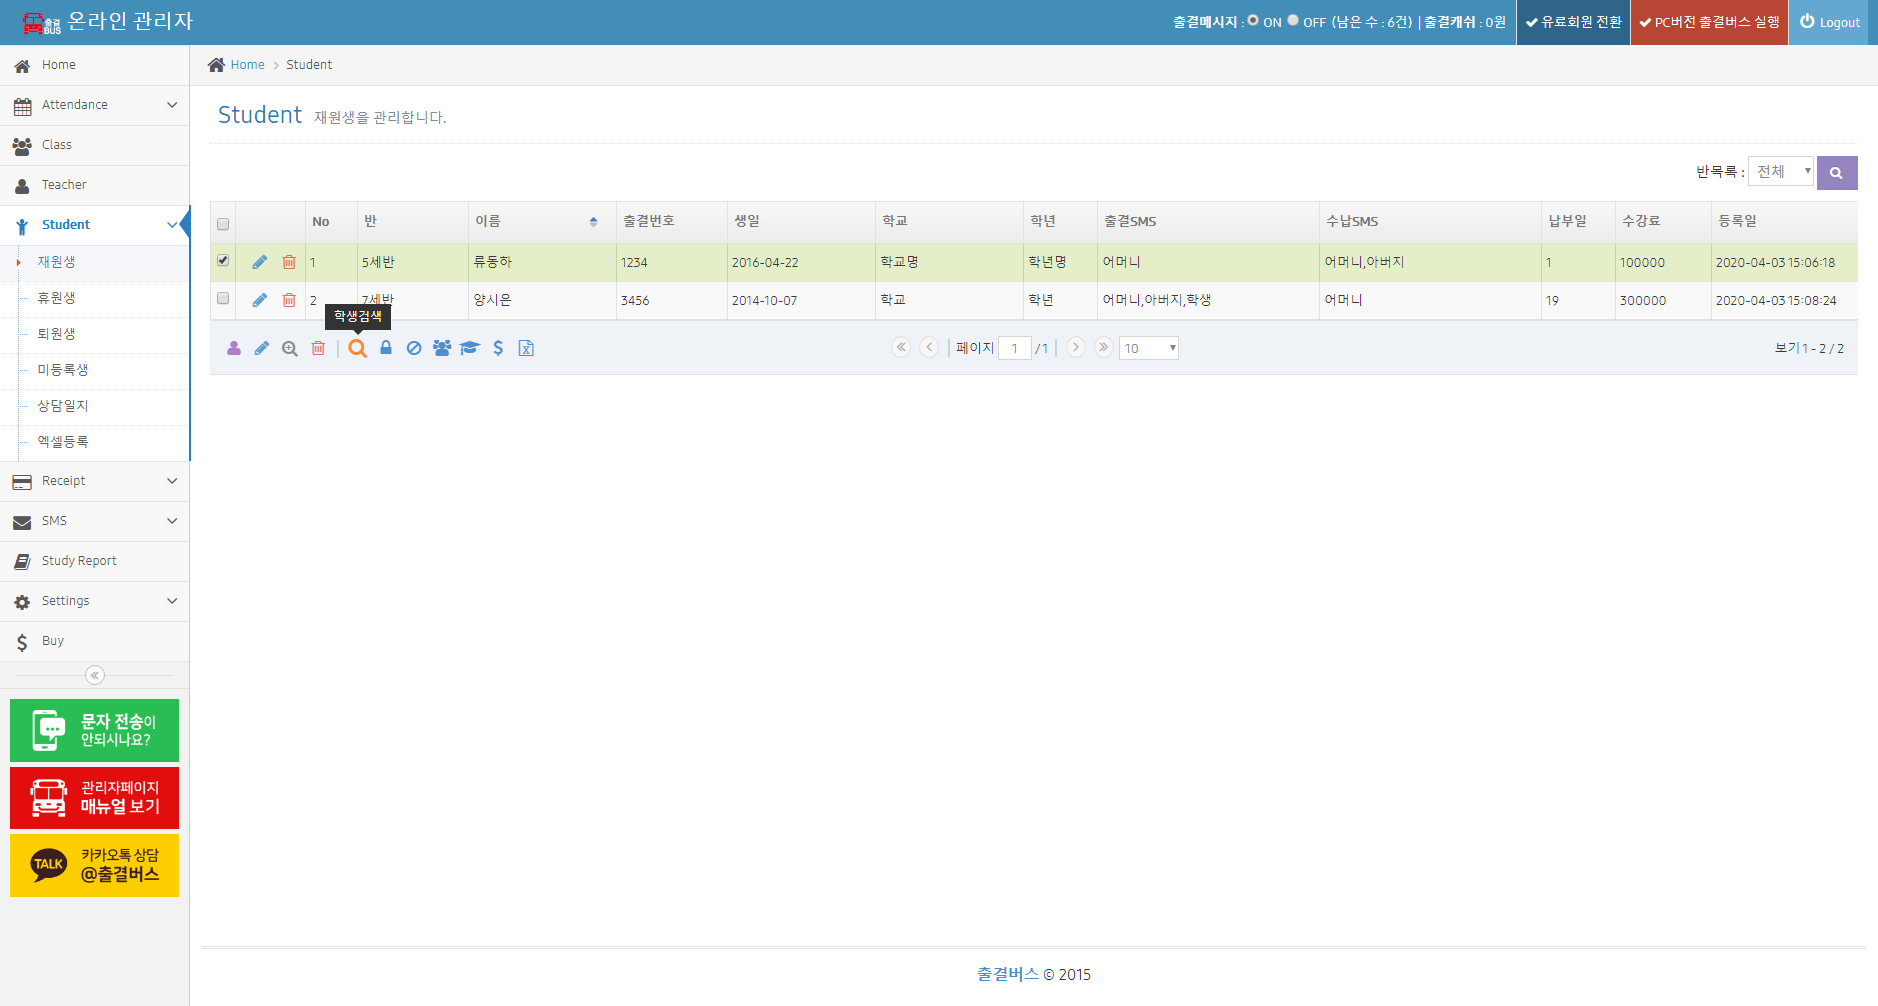 출결
BUS
온라인 관리자
출결메시지 : ON OFF (남은 수 : 6건) | 출결캐쉬 : 0원
유료회원 전환
PC버전 출결버스 실행
Logout
Home
Attendance
Class
Teacher
Student
재원생
휴원생
퇴원생
미등록생
상담일지
엑셀등록
Receipt
SMS
Study Report
Settings
Buy
문자 전송이
안되시나요?
관리자페이지
매뉴얼 보기
TALK
카카오톡 상담
@출결버스
Home > Student
Student 재원생을 관리합니다.
반목록 : 전체
No 반 이름 출결번호 생일 학교 학년 출결SMS 수납SMS 납부일 수강료 등록일
1 5세반 류동하 1234 2016-04-22 학교명 학년명 어머니 어머니,아버지 1 100000 2020-04-03 15:06:18
2 7세반 양시은 3456 2014-10-07 학교 학년 어머니,아버지,학생 어머니 19 300000 2020-04-03 15:08:24
학생검색
페이지 1 / 1 10
보기 1 - 2 / 2
출결버스 © 2015